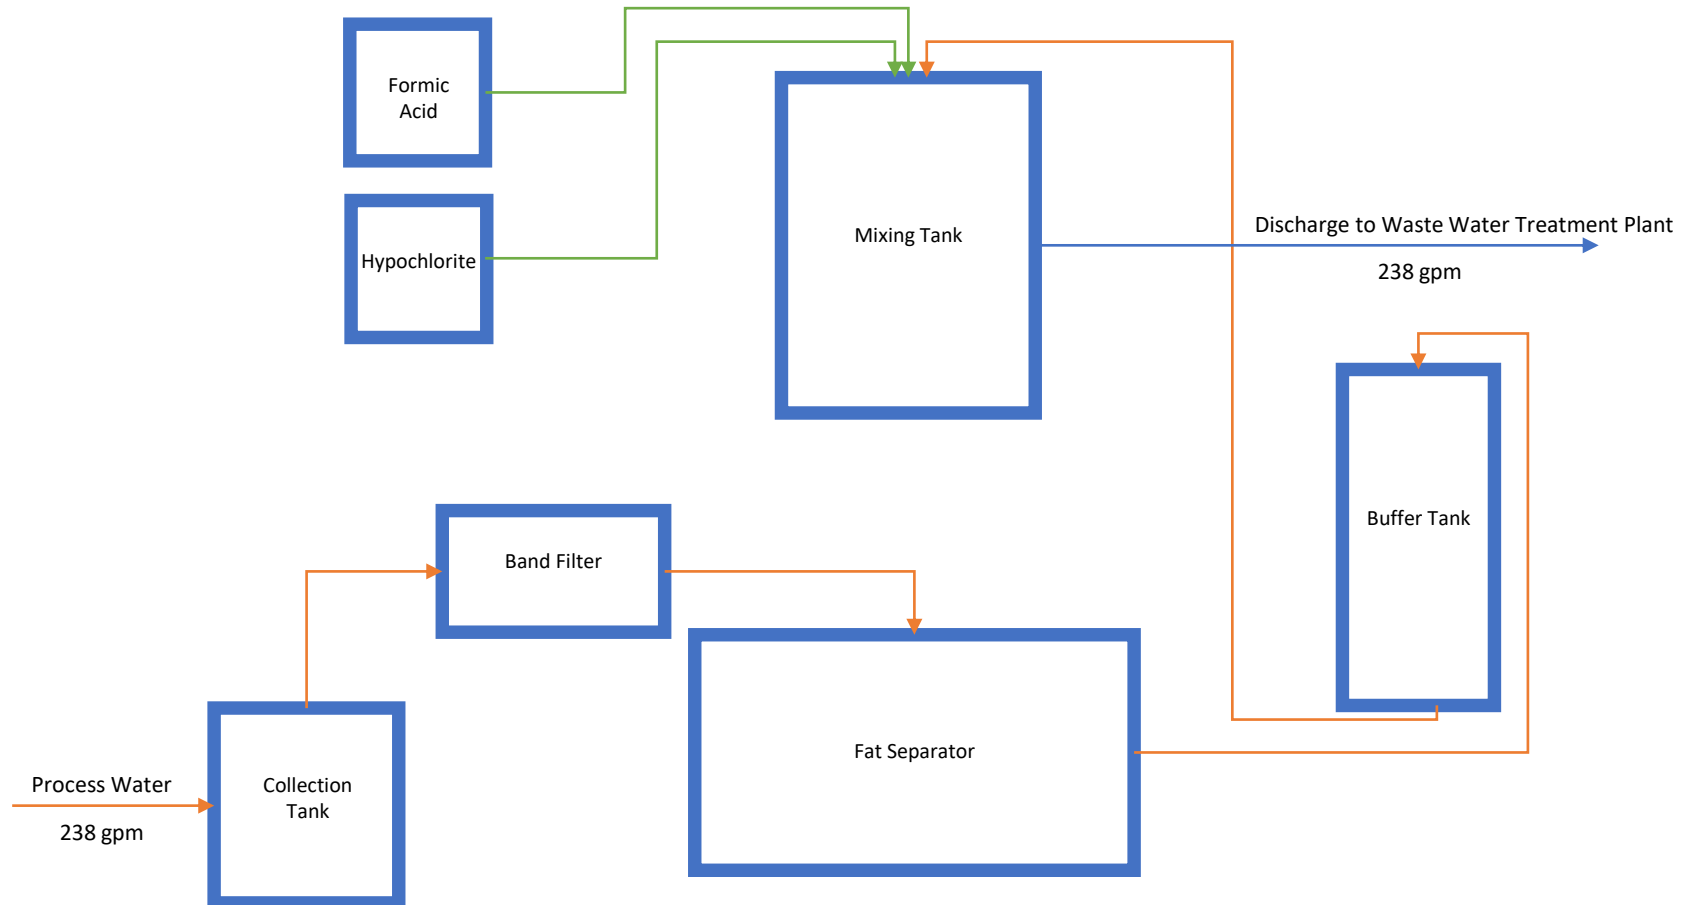 Formic
Acid
Hypochlorite
Mixing Tank
Discharge to Waste Water Treatment Plant
238 gpm
Buffer Tank
Band Filter
Fat Separator
Process Water
238 gpm
Collection
Tank